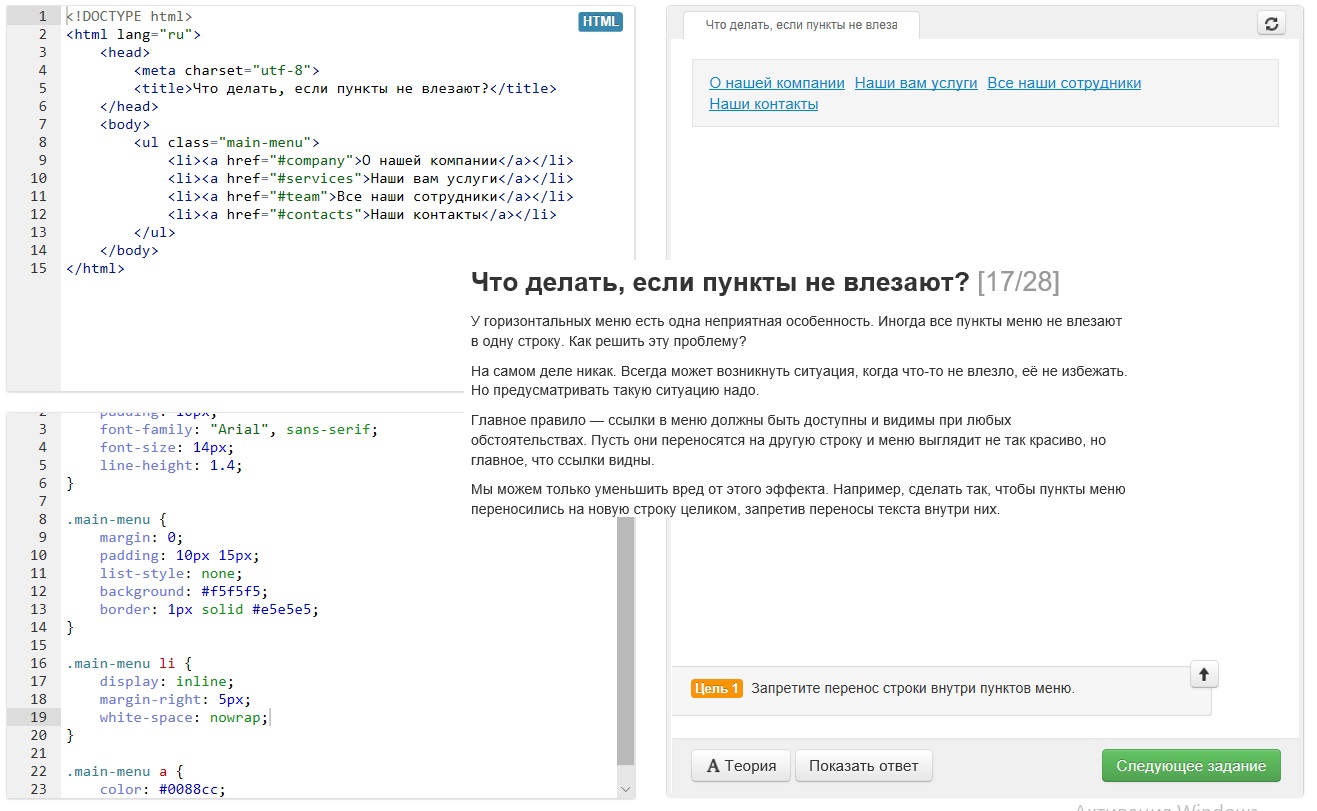 1 <!DOCTYPE html>
HTML
2 <html lang="ru">
3 <head>
4 <meta charset="utf-8">
5 <title>Что делать, если пункты не влезают?</title>
6 </head>
7 <body>
8 <ul class="main-menu">
9 <li><a href="#company">О нашей компании</a></li>
10 <li><a href="#services">Наши вам услуги</a></li>
11 <li><a href="#team">Все наши сотрудники</a></li>
12 <li><a href="#contacts">Наши контакты</a></li>
13 </ul>
14 </body>
15 </html>
Что делать, если пункты не влеза
О нашей компании Наши вам услуги Все наши сотрудники
Наши контакты
Что делать, если пункты не влезают? [17/28]
У горизонтальных меню есть одна неприятная особенность. Иногда все пункты меню не влезают
в одну строку. Как решить эту проблему?
На самом деле никак. Всегда может возникнуть ситуация, когда что-то не влезло, её не избежать.
Но предусматривать такую ситуацию надо.
Главное правило — ссылки в меню должны быть доступны и видимы при любых
обстоятельствах. Пусть они переносятся на другую строку и меню выглядит не так красиво, но
главное, что ссылки видны.
Мы можем только уменьшить вред от этого эффекта. Например, сделать так, чтобы пункты меню
переносились на новую строку целиком, запретив переносы текста внутри них.
2 padding: 10px;
3 font-family: "Arial", sans-serif;
4 font-size: 14px;
5 line-height: 1.4;
6 }
7
8 .main-menu {
9 margin: 0;
10 padding: 10px 15px;
11 list-style: none;
12 background: #f5f5f5;
13 border: 1px solid #e5e5e5;
14 }
15
16 .main-menu li {
17 display: inline;
18 margin-right: 5px;
19 white-space: nowrap;
20 }
21
22 .main-menu a {
23 color: #0088cc;
Цель 1 Запретите перенос строки внутри пунктов меню.
A Теория Показать ответ Следующее задание
Активация Windows